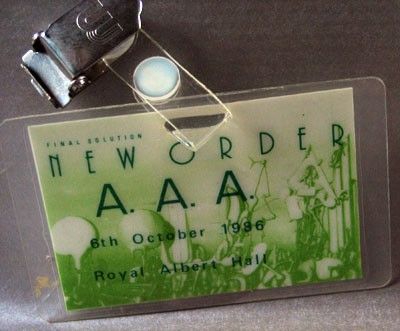 FINAL SOLUTION
NEW ORDER
A. A. A.
6th October 1986
Royal Albert Hall